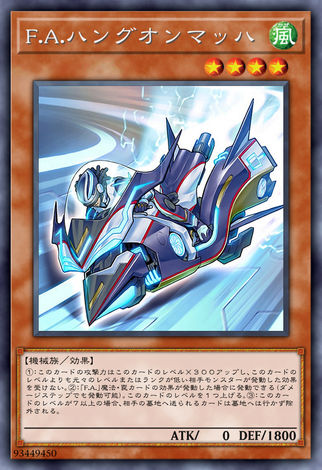 F.A.ハングオンマッハ
風
【機械族/効果】
①:このカードの攻撃力はこのカードのレベル×300アップし、このカードの
レベルよりも元々のレベルまたはランクが低い相手モンスターが発動した効果
を受けない。②:「F.A.」魔法・罠カードの効果が発動した場合に発動できる(ダメ
ージステップでも発動可能)。このカードのレベルを1つ上げる。③:このカー
ドのレベルが7以上の場合、相手の墓地へ送られるカードは墓地へは行かず除
外される。
ATK/ 0 DEF/1800
93449450